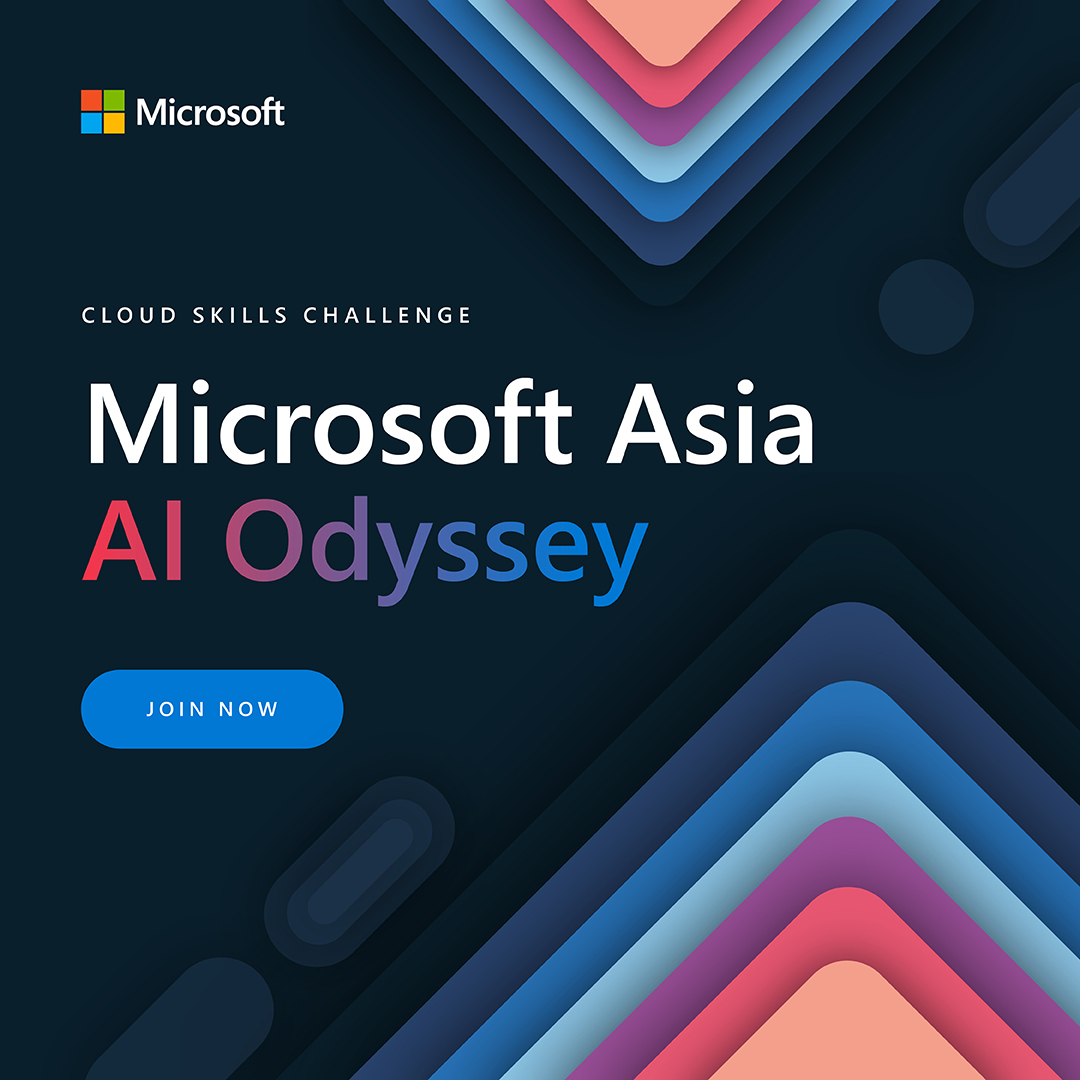 Microsoft
CLOUD SKILLS CHALLENGE
Microsoft Asia
AI Odyssey
JOIN NOW